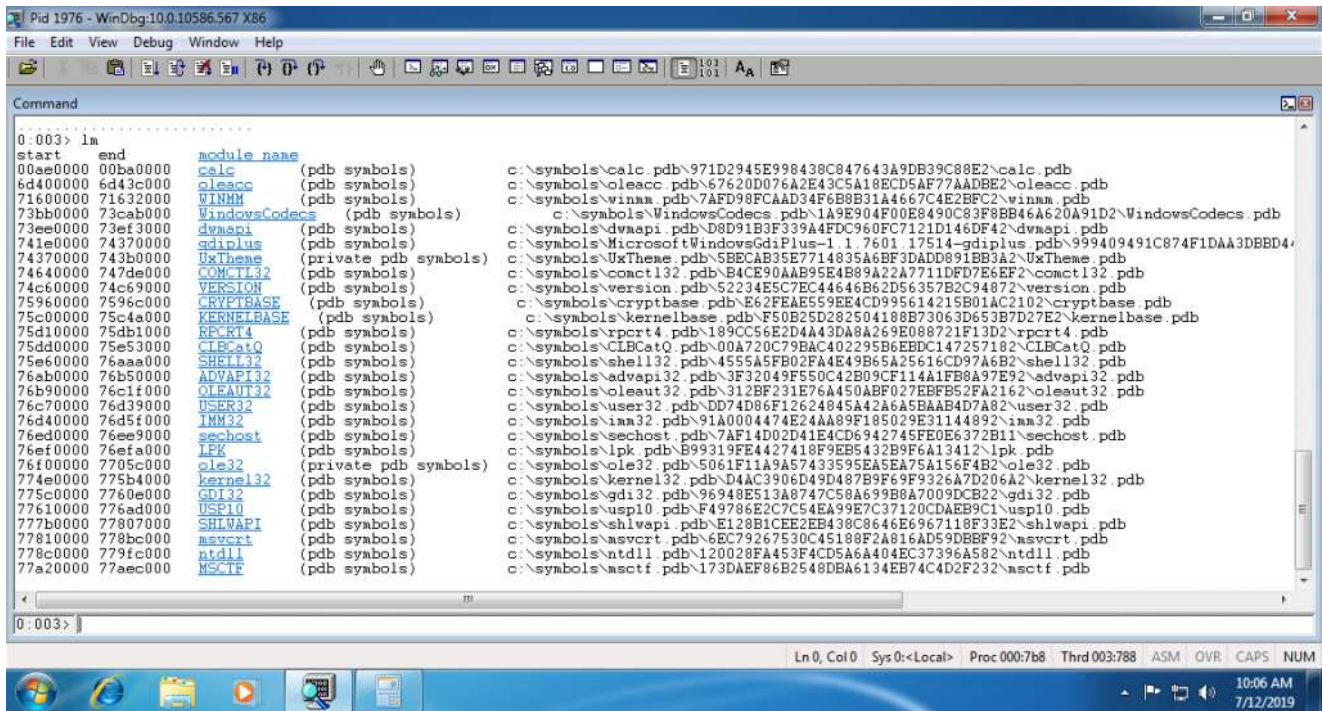 Pid 1976 - WinDbg:10.0.10586.567 X86
File Edit View Debug Window Help
Command
0:003> lm
start end module name
00ae0000 00ba0000 calc (pdb symbols) c:\symbols\calc.pdb\971D2945E998438C847643A9DB39C88E2\calc.pdb
6d400000 6d43c000 oleacc (pdb symbols) c:\symbols\oleacc.pdb\67620D076A2E43C5A18ECD5AF77AADBE2\oleacc.pdb
71600000 71632000 WINMM (pdb symbols) c:\symbols\winmm.pdb\7AFD98FCAAD34F6B8B31A4667C4E2BFC2\winmm.pdb
73bb0000 73cab000 WindowsCodecs (pdb symbols) c:\symbols\WindowsCodecs.pdb\1A9E904F00E8490C83F8BB46A620A91D2\WindowsCodecs.pdb
73ee0000 73ef3000 dwmapi (pdb symbols) c:\symbols\dwmapi.pdb\D8D91B3F339A4FDC960FC7121D146DF42\dwmapi.pdb
741e0000 74370000 gdiplus (pdb symbols) c:\symbols\MicrosoftWindowsGdiPlus-1.1.7601.17514-gdiplus.pdb\999409491C874F1DAA3DBBD4
74370000 743b0000 UxTheme (private pdb symbols) c:\symbols\UxTheme.pdb\5BECAB35E7714835A6BF3DADD891BB3A2\UxTheme.pdb
74640000 747de000 COMCTL32 (pdb symbols) c:\symbols\comctl32.pdb\B4CE90AAB95E4B89A22A7711DFD7E6EF2\comctl32.pdb
74c60000 74c69000 VERSION (pdb symbols) c:\symbols\version.pdb\52234E5C7EC44646B62D56357B2C94872\version.pdb
75960000 7596c000 CRYPTBASE (pdb symbols) c:\symbols\cryptbase.pdb\E62FEAE559EE4CD995614215B01AC2102\cryptbase.pdb
75c00000 75c4a000 KERNELBASE (pdb symbols) c:\symbols\kernelbase.pdb\F50B25D282504188B73063D653B7D27E2\kernelbase.pdb
75d10000 75db1000 RPCRT4 (pdb symbols) c:\symbols\rpcrt4.pdb\189CC56E2D4A43DA8A269E088721F13D2\rpcrt4.pdb
75dd0000 75e53000 CLBCatQ (pdb symbols) c:\symbols\CLBCatQ.pdb\00A720C79BAC402295B6EBDC147257182\CLBCatQ.pdb
75e60000 76aaa000 SHELL32 (pdb symbols) c:\symbols\shell32.pdb\4555A5FB02FA4E49B65A25616CD97A6B2\shell32.pdb
76ab0000 76b50000 ADVAPI32 (pdb symbols) c:\symbols\advapi32.pdb\3F32049F550C42B09CF114A1FB8A97E92\advapi32.pdb
76b90000 76c1f000 OLEAUT32 (pdb symbols) c:\symbols\oleaut32.pdb\312BF231E76A450ABF027EBFB52FA2162\oleaut32.pdb
76c70000 76d39000 USER32 (pdb symbols) c:\symbols\user32.pdb\DD74D86F12624845A42A6A5BAAB4D7A82\user32.pdb
76d40000 76d5f000 IMM32 (pdb symbols) c:\symbols\imm32.pdb\91A0004474E24AA89F185029E31144892\imm32.pdb
76ed0000 76ee9000 sechost (pdb symbols) c:\symbols\sechost.pdb\7AF14D02D41E4CD6942745FE0E6372B11\sechost.pdb
76ef0000 76efa000 LPK (pdb symbols) c:\symbols\lpk.pdb\B99319FE4427418F9EB5432B9F6A13412\lpk.pdb
76f00000 7705c000 ole32 (private pdb symbols) c:\symbols\ole32.pdb\5061F11A9A57433595EA5EA75A156F4B2\ole32.pdb
774e0000 775b4000 kernel32 (pdb symbols) c:\symbols\kernel32.pdb\D4AC3906D49D487B9F69F9326A7D206A2\kernel32.pdb
775c0000 7760e000 GDI32 (pdb symbols) c:\symbols\gdi32.pdb\96948E513A8747C58A699B8A7009DCB22\gdi32.pdb
77610000 776ad000 USP10 (pdb symbols) c:\symbols\usp10.pdb\F49786E2C7C54EA99E7C37120CDAEB9C1\usp10.pdb
777b0000 77807000 SHLWAPI (pdb symbols) c:\symbols\shlwapi.pdb\E128B1CEE2EB438C8646E6967118F33E2\shlwapi.pdb
77810000 778bc000 msvcrt (pdb symbols) c:\symbols\msvcrt.pdb\6EC79267530C45188F2A816AD59DBBF92\msvcrt.pdb
778c0000 779fc000 ntdll (pdb symbols) c:\symbols\ntdll.pdb\120028FA453F4CD5A6A404EC37396A582\ntdll.pdb
77a20000 77aec000 MSCTF (pdb symbols) c:\symbols\msctf.pdb\173DAEF86B2548DBA6134EB74C4D2F232\msctf.pdb
0:003>
Ln 0, Col 0 Sys 0:<Local> Proc 000:7b8 Thrd 003:788 ASM OVR CAPS NUM
10:06 AM
7/12/2019